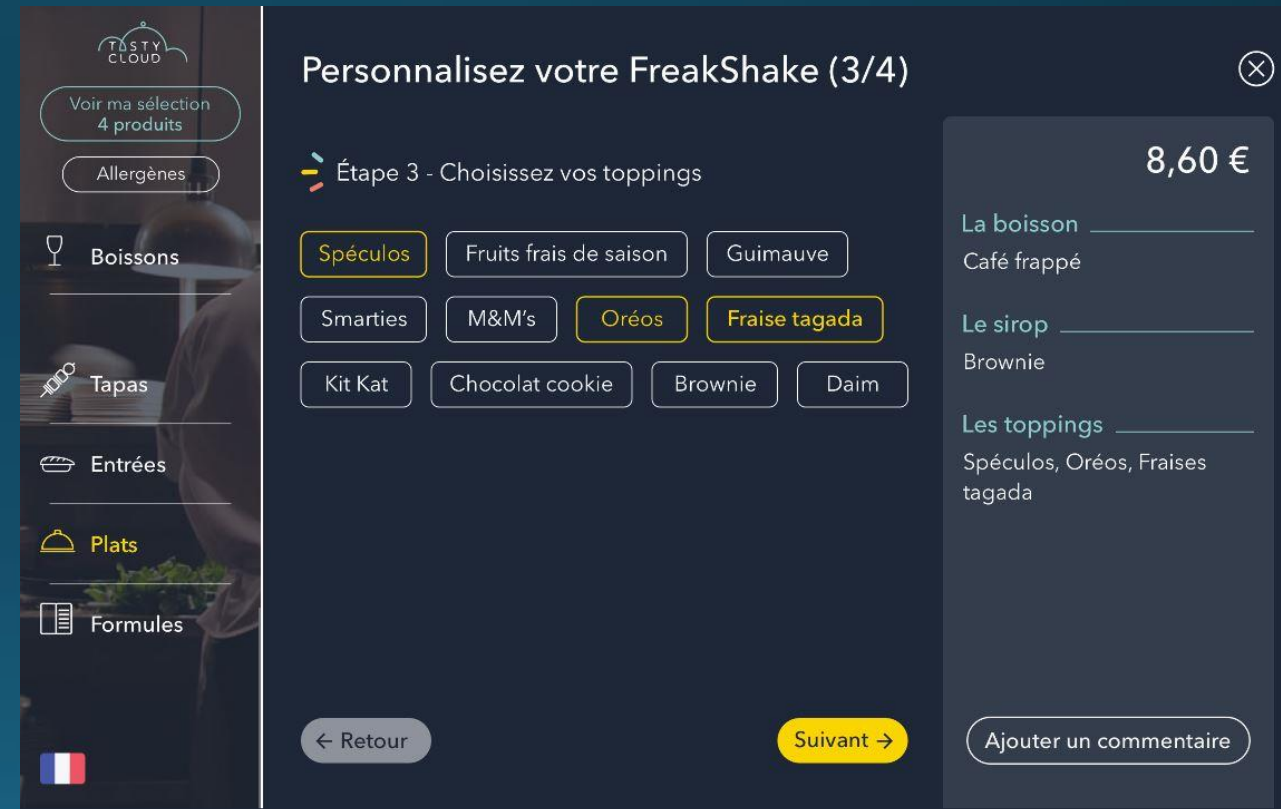 TASTY
CLOUD
Voir ma sélection
4 produits
Allergènes
Boissons
Tapas
Entrées
Plats
Formules
Personnalisez votre FreakShake (3/4)
Étape 3 - Choisissez vos toppings
Spéculos
Fruits frais de saison
Guimauve
Smarties
M&M’s
Oréos
Fraise tagada
Kit Kat
Chocolat cookie
Brownie
Daim
← Retour
Suivant →
8,60 €
La boisson
Café frappé
Le sirop
Brownie
Les toppings
Spéculos, Oréos, Fraises
tagada
Ajouter un commentaire